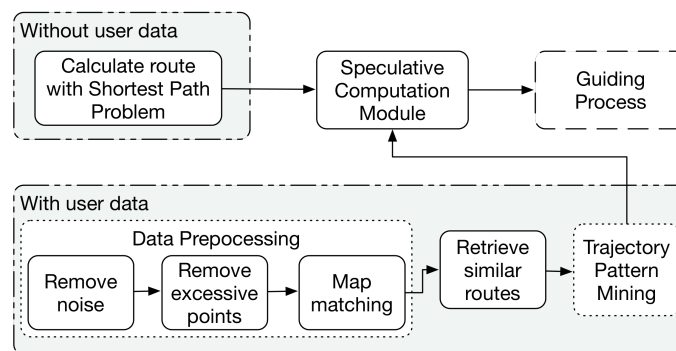 Without user data
Calculate route
with Shortest Path
Problem
Speculative
Computation
Module
Guiding
Process
With user data
Data Prepocessing
Remove
noise
Remove
excessive
points
Map
matching
Retrieve
similar
routes
Trajectory
Pattern
Mining